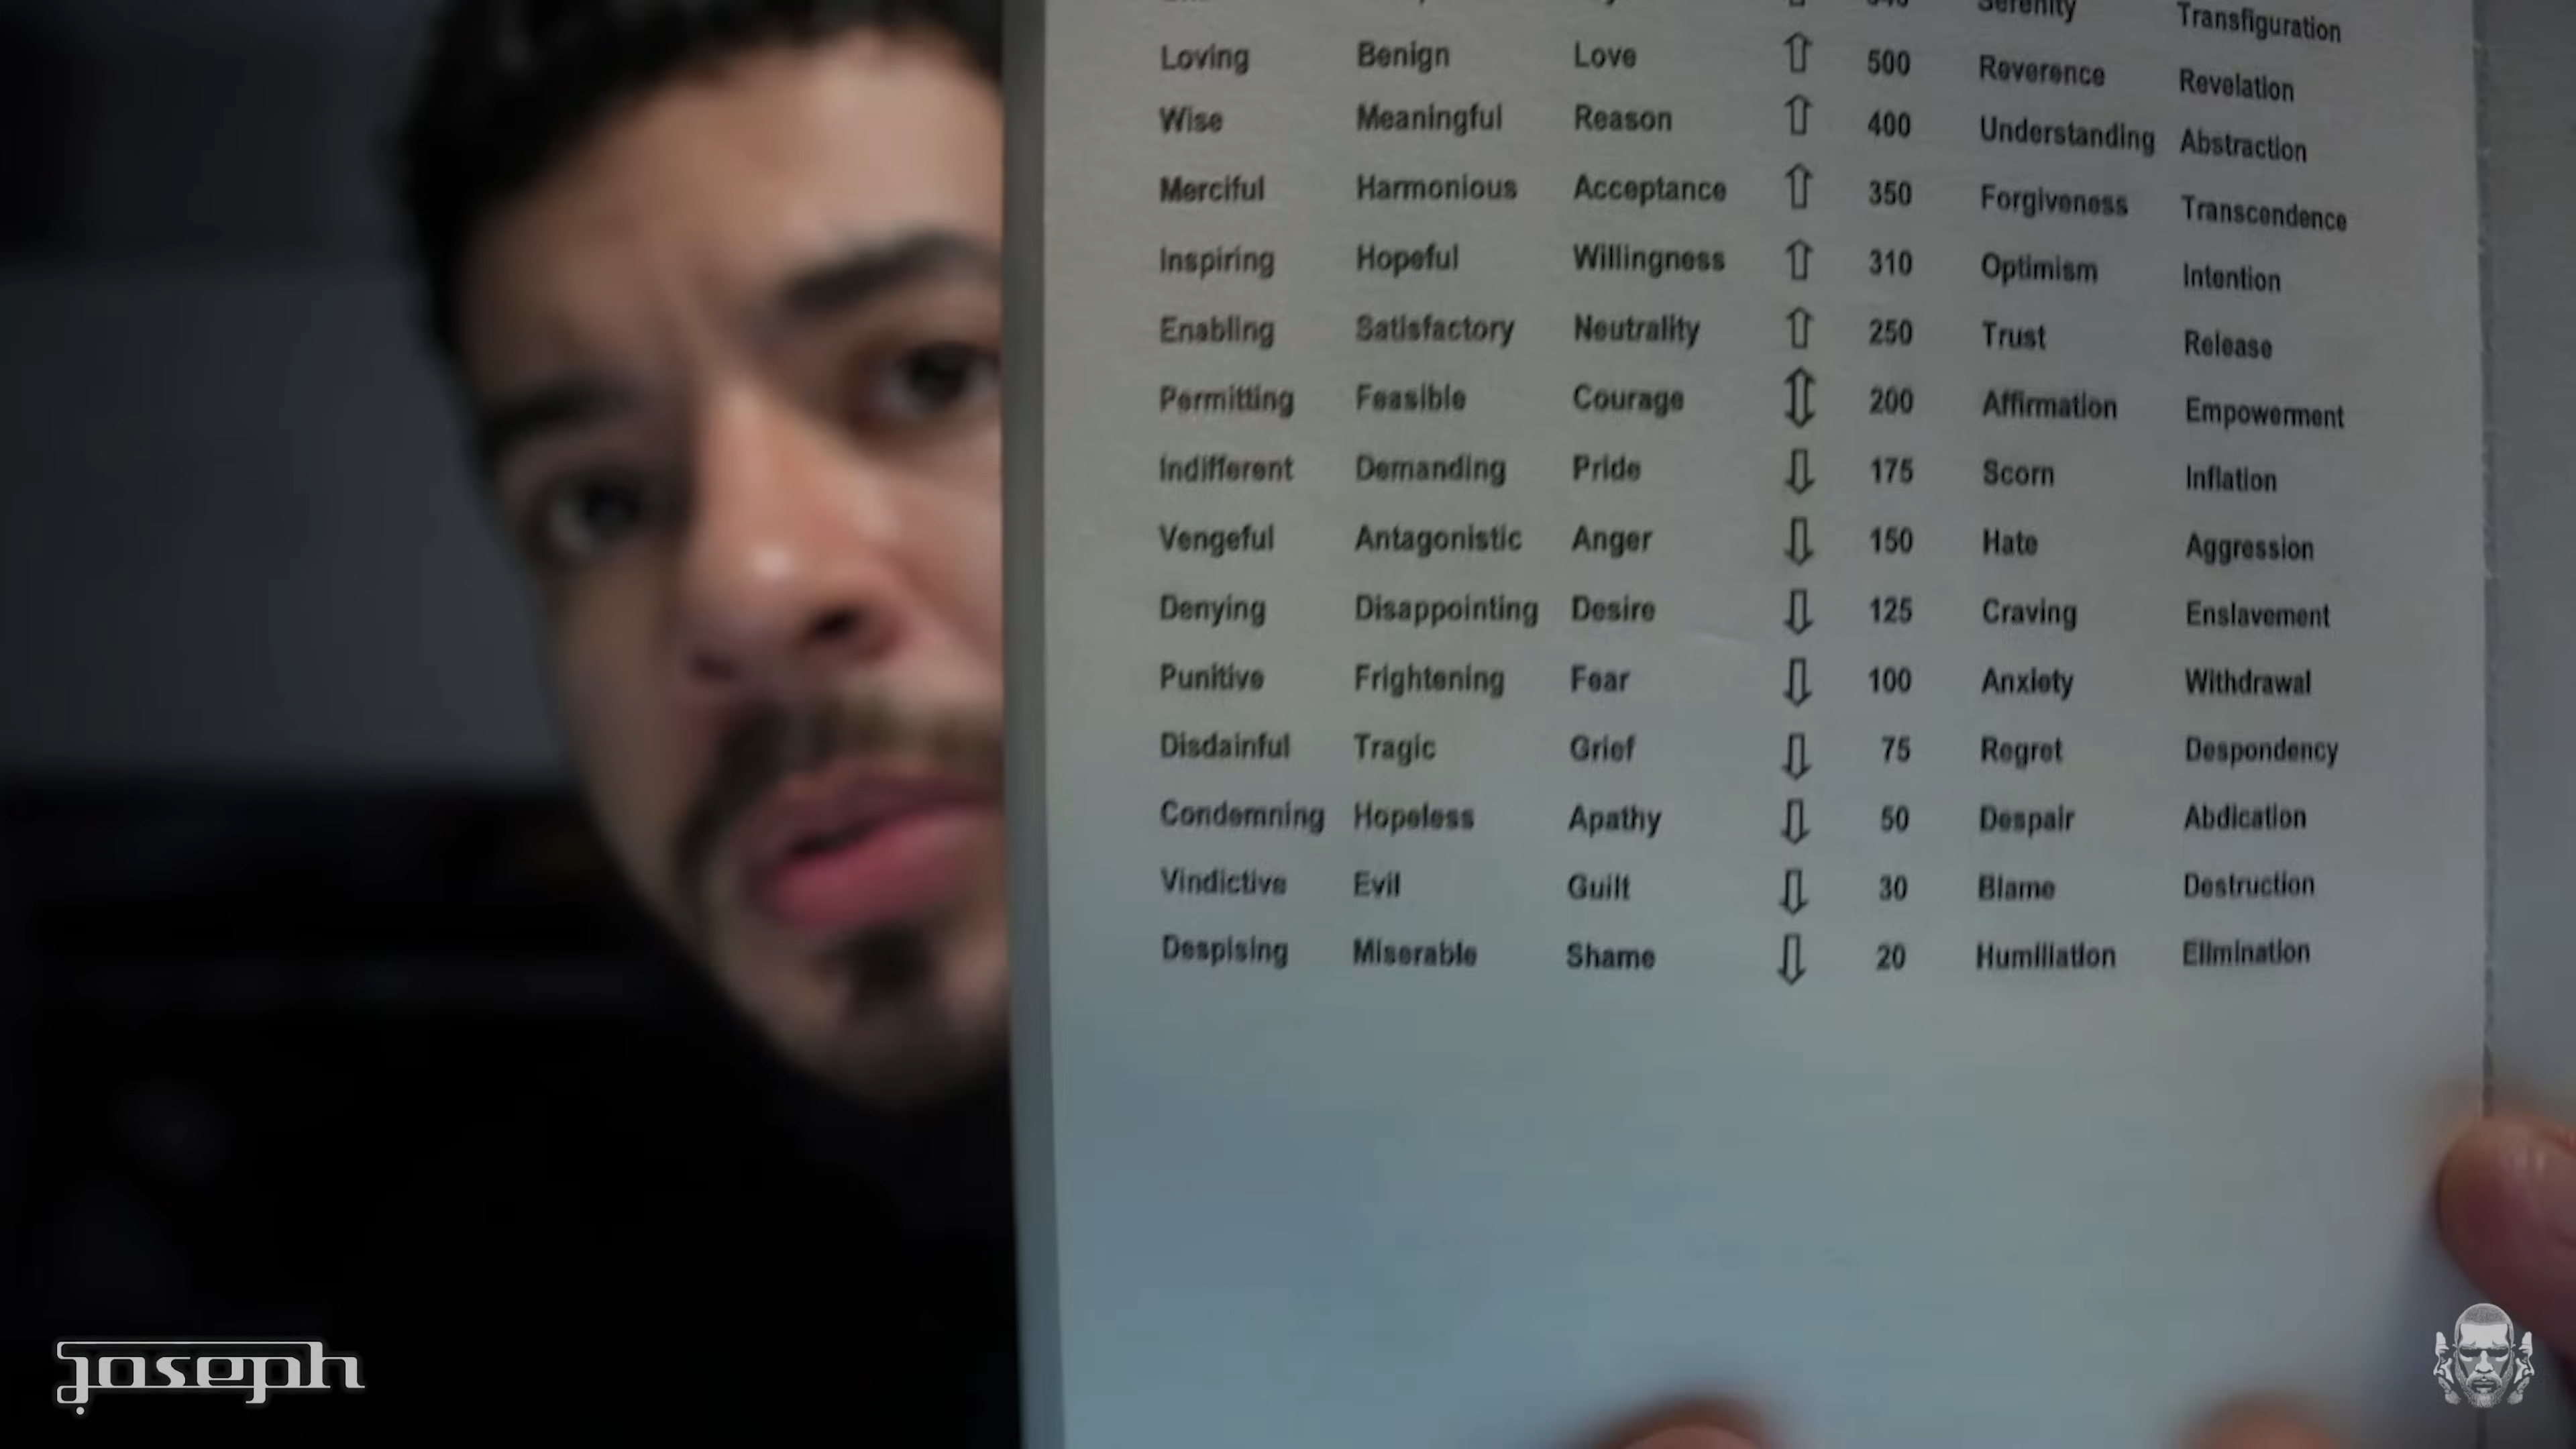 Serenity Transfiguration
Loving Benign Love ⇧ 500 Reverence Revelation
Wise Meaningful Reason ⇧ 400 Understanding Abstraction
Merciful Harmonious Acceptance ⇧ 350 Forgiveness Transcendence
Inspiring Hopeful Willingness ⇧ 310 Optimism Intention
Enabling Satisfactory Neutrality ⇧ 250 Trust Release
Permitting Feasible Courage ⇕ 200 Affirmation Empowerment
Indifferent Demanding Pride ⇩ 175 Scorn Inflation
Vengeful Antagonistic Anger ⇩ 150 Hate Aggression
Denying Disappointing Desire ⇩ 125 Craving Enslavement
Punitive Frightening Fear ⇩ 100 Anxiety Withdrawal
Disdainful Tragic Grief ⇩ 75 Regret Despondency
Condemning Hopeless Apathy ⇩ 50 Despair Abdication
Vindictive Evil Guilt ⇩ 30 Blame Destruction
Despising Miserable Shame ⇩ 20 Humiliation Elimination
joseph